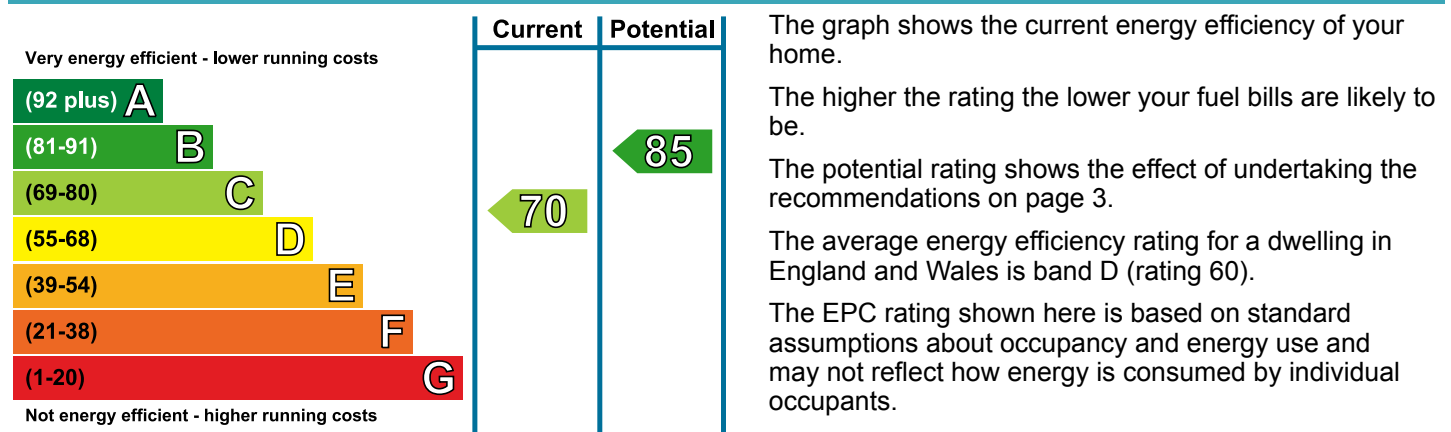 Current Potential
Very energy efficient - lower running costs
(92 plus) A
(81-91) B
85
(69-80) C
70
(55-68) D
(39-54) E
(21-38) F
(1-20) G
Not energy efficient - higher running costs
The graph shows the current energy efficiency of your
home.
The higher the rating the lower your fuel bills are likely to
be.
The potential rating shows the effect of undertaking the
recommendations on page 3.
The average energy efficiency rating for a dwelling in
England and Wales is band D (rating 60).
The EPC rating shown here is based on standard
assumptions about occupancy and energy use and
may not reflect how energy is consumed by individual
occupants.